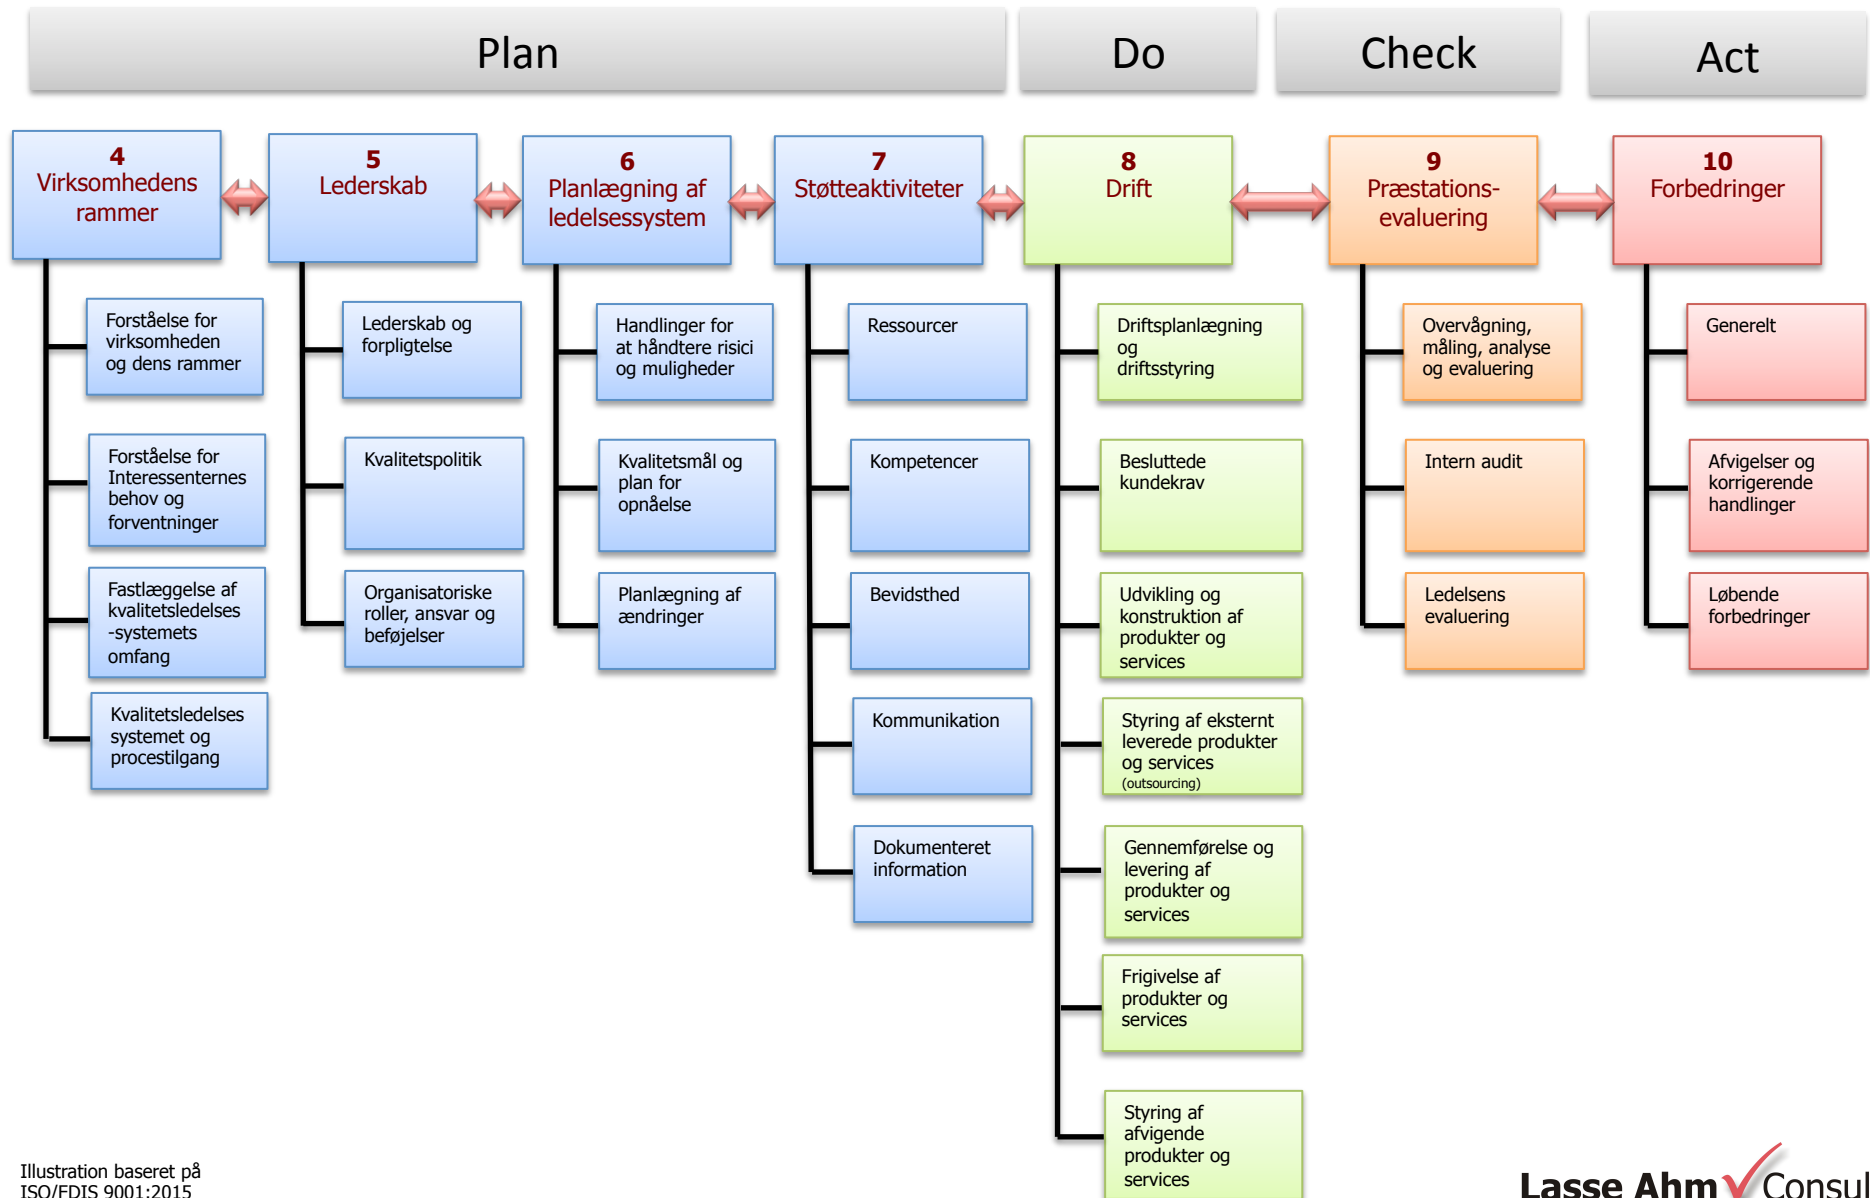 Plan
Do
Check
Act
4
Virksomhedens
rammer
5
Lederskab
6
Planlægning af
ledelsessystem
7
Støtteaktiviteter
8
Drift
9
Præstations-
evaluering
10
Forbedringer
Forståelse for
virksomheden
og dens rammer
Forståelse for
Interessenternes
behov og
forventninger
Fastlæggelse af
kvalitetsledelses
-systemets
omfang
Kvalitetsledelses
systemet og
procestilgang
Lederskab og
forpligtelse
Kvalitetspolitik
Organisatoriske
roller, ansvar og
beføjelser
Handlinger for
at håndtere risici
og muligheder
Kvalitetsmål og
plan for
opnåelse
Planlægning af
ændringer
Ressourcer
Kompetencer
Bevidsthed
Kommunikation
Dokumenteret
information
Driftsplanlægning
og
driftsstyring
Besluttede
kundekrav
Udvikling og
konstruktion af
produkter og
services
Styring af eksternt
leverede produkter
og services
(outsourcing)
Gennemførelse og
levering af
produkter og
services
Frigivelse af
produkter og
services
Styring af
afvigende
produkter og
services
Overvågning,
måling, analyse
og evaluering
Intern audit
Ledelsens
evaluering
Generelt
Afvigelser og
korrigerende
handlinger
Løbende
forbedringer
Illustration baseret på
ISO/FDIS 9001:2015
Lasse Ahm Consul